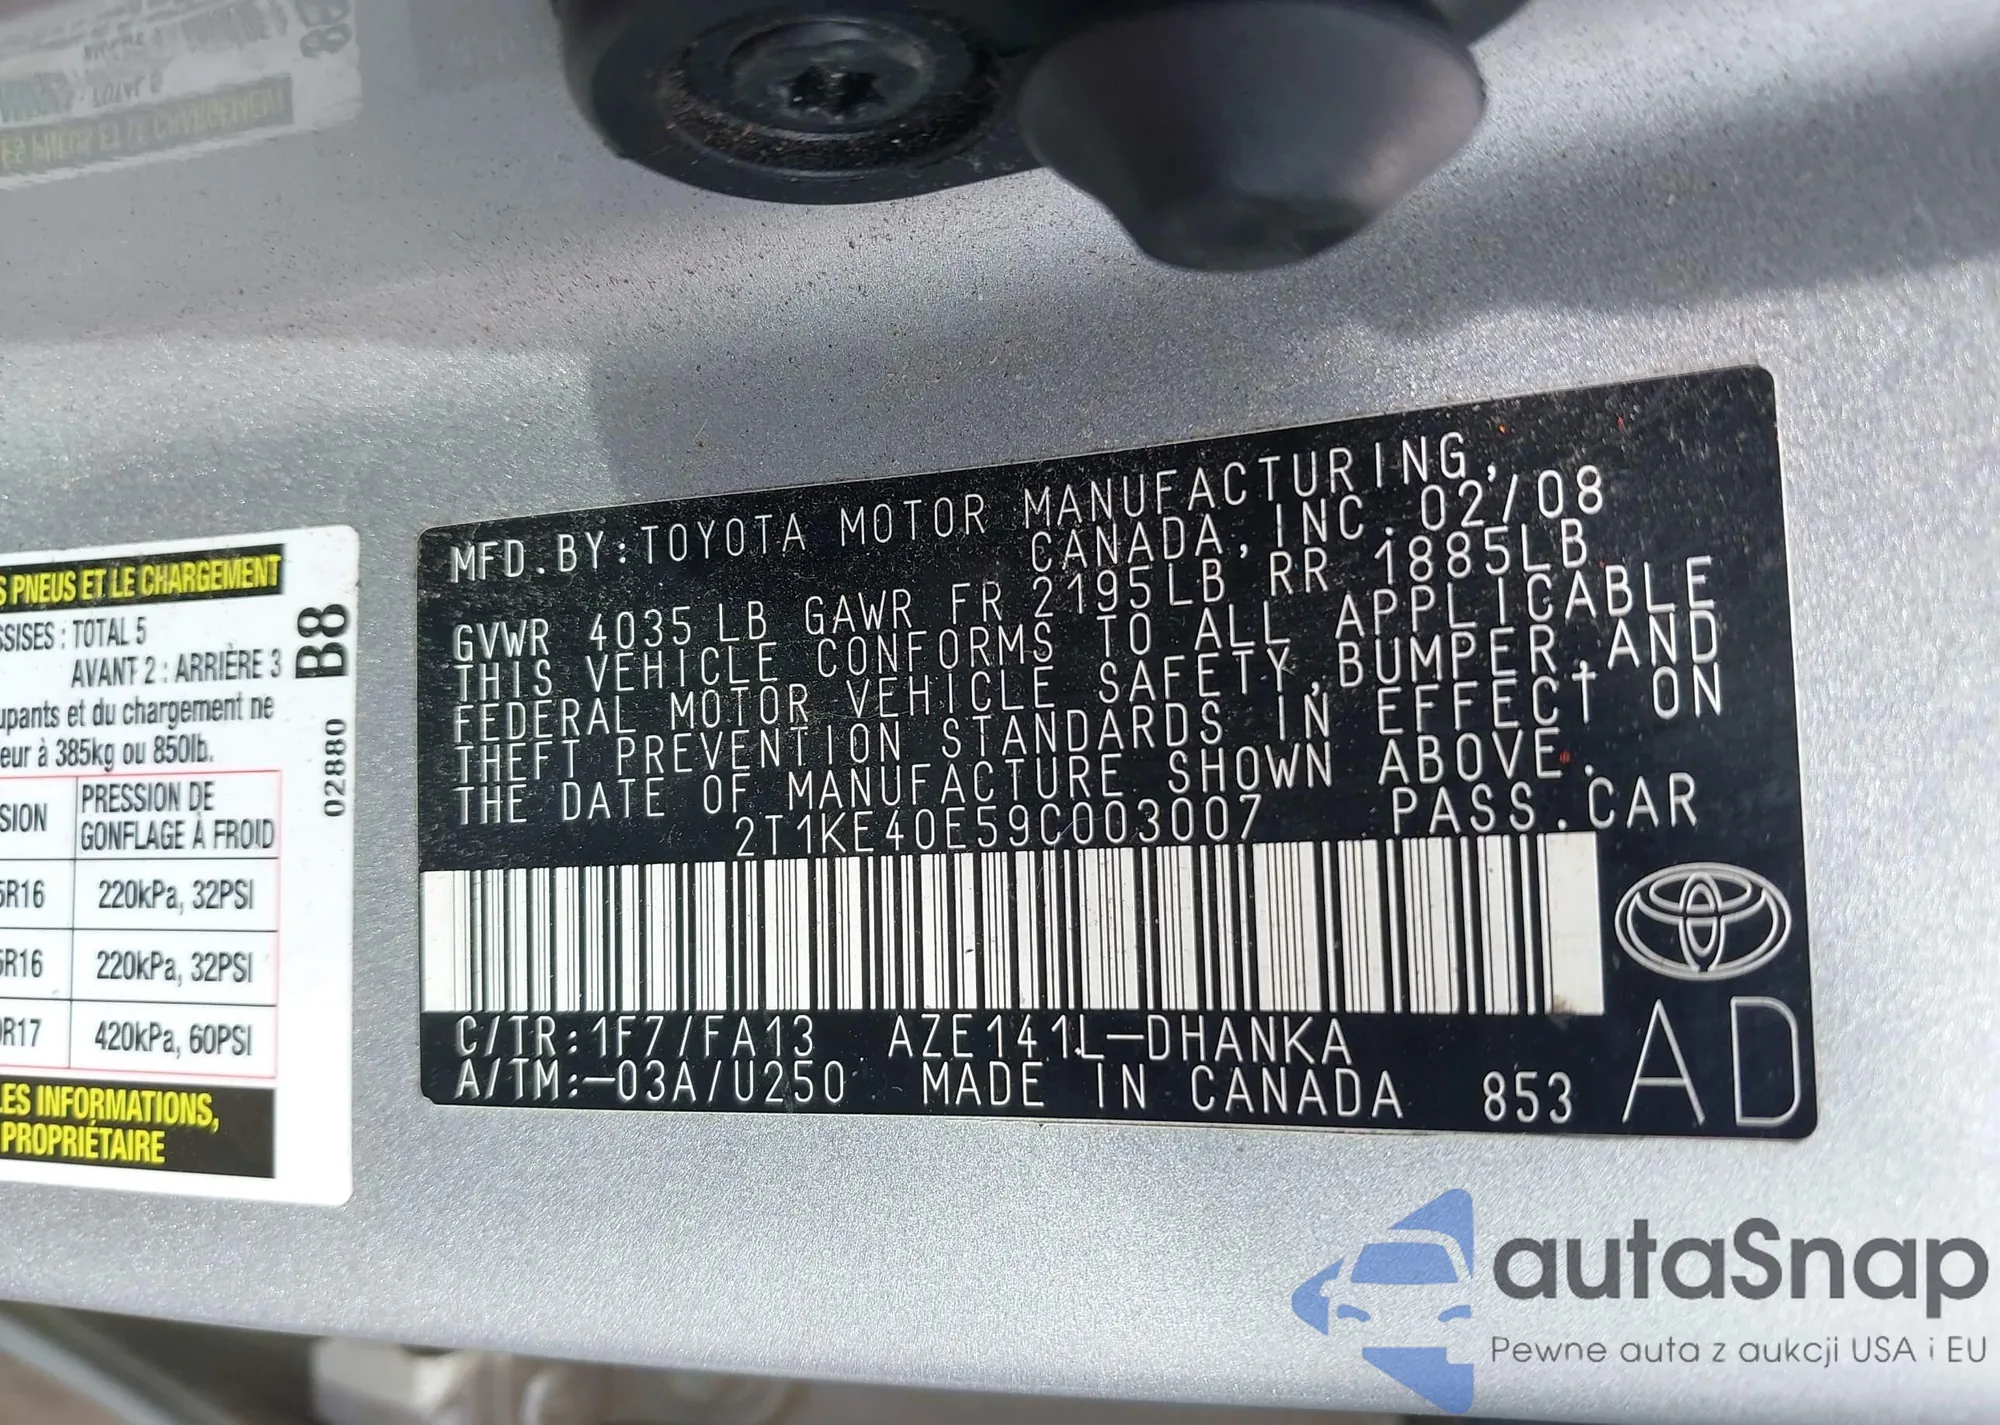 S PNEUS ET LE CHARGEMENT
SSISES : TOTAL 5
AVANT 2 : ARRIÈRE 3
B8
upants et du chargement ne
eur à 385kg ou 850lb.
02880
SION
PRESSION DE
GONFLAGE À FROID
5R16 220kPa, 32PSI
5R16 220kPa, 32PSI
0R17 420kPa, 60PSI
LES INFORMATIONS,
PROPRIÉTAIRE
MFD.BY:TOYOTA MOTOR MANUFACTURING,
CANADA, INC. 02/08
GVWR 4035LB GAWR FR 2195LB RR 1885LB
THIS VEHICLE CONFORMS TO ALL APPLICABLE
FEDERAL MOTOR VEHICLE SAFETY,BUMPER,AND
THEFT PREVENTION STANDARDS IN EFFECT ON
THE DATE OF MANUFACTURE SHOWN ABOVE.
2T1KE40E59C003007 PASS.CAR
C/TR:1F7/FA13 AZE141L-DHANKA
A/TM:-03A/U250 MADE IN CANADA 853
AD
autaSnap
Pewne auta z aukcji USA i EU